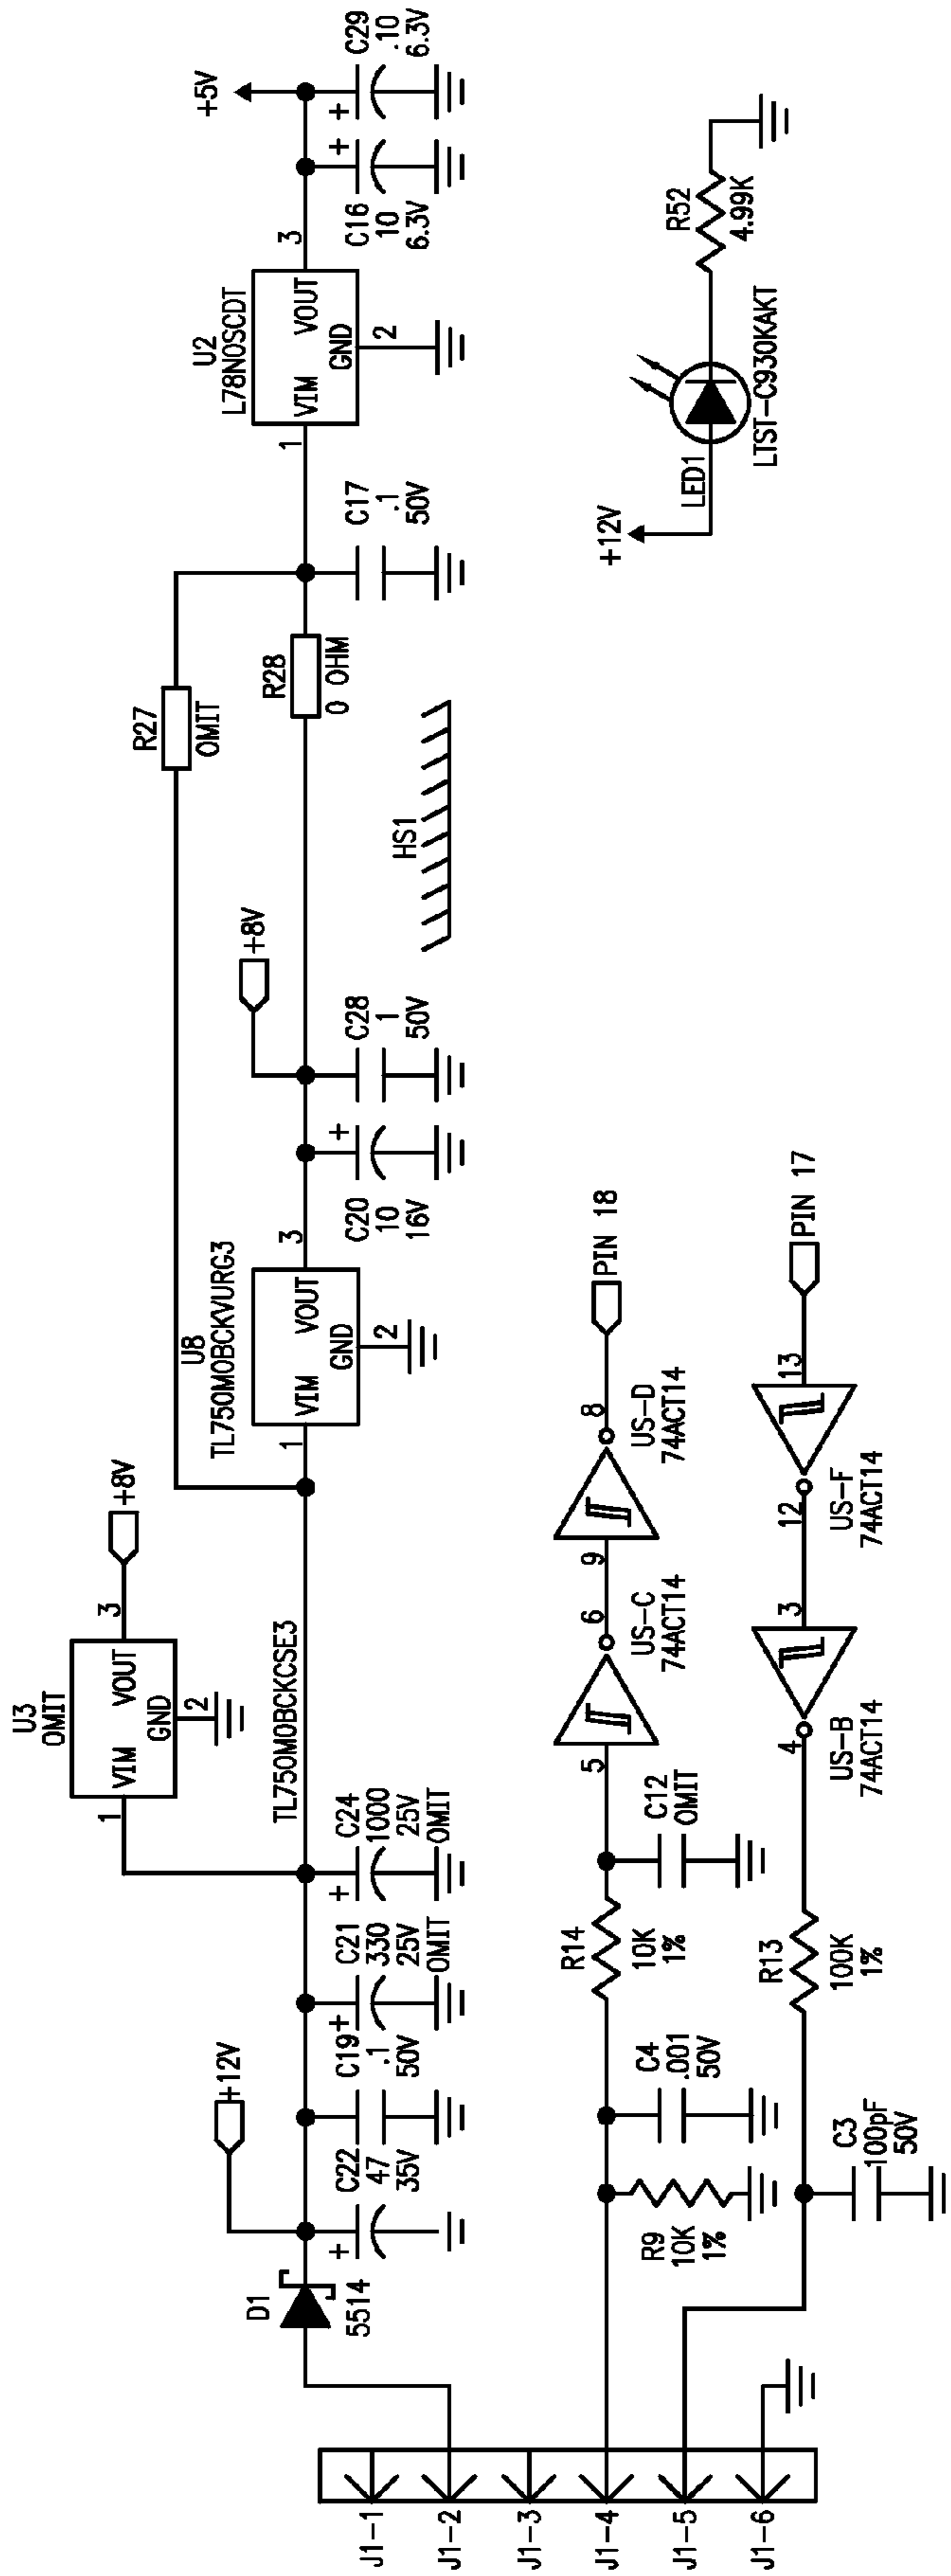 J1-1
J1-2
J1-3
J1-4
J1-5
J1-6
D1
5514
+12V
C22
47
35V
C19
.1
50V
C21
330
25V
OMIT
C24
1000
25V
OMIT
U3
OMIT
1
VIM
VOUT
GND
3
2
+8V
TL750M0BCKCSE3
U8
TL750M0BCKVURG3
1
VIM
VOUT
GND
3
2
C20
10
16V
C28
1
50V
+8V
HS1
R27
OMIT
R28
0 OHM
C17
.1
50V
U2
L78N0SCDT
1
VIM
VOUT
GND
3
2
C16
10
6.3V
C29
.10
6.3V
+5V
R9
10K
1%
C4
.001
50V
R14
10K
1%
C12
OMIT
5
6
US-C
74ACT14
9
8
US-D
74ACT14
PIN 18
C3
100pF
50V
R13
100K
1%
4
3
US-B
74ACT14
12
13
US-F
74ACT14
PIN 17
+12V
LED1
LTST-C930KAKT
R52
4.99K